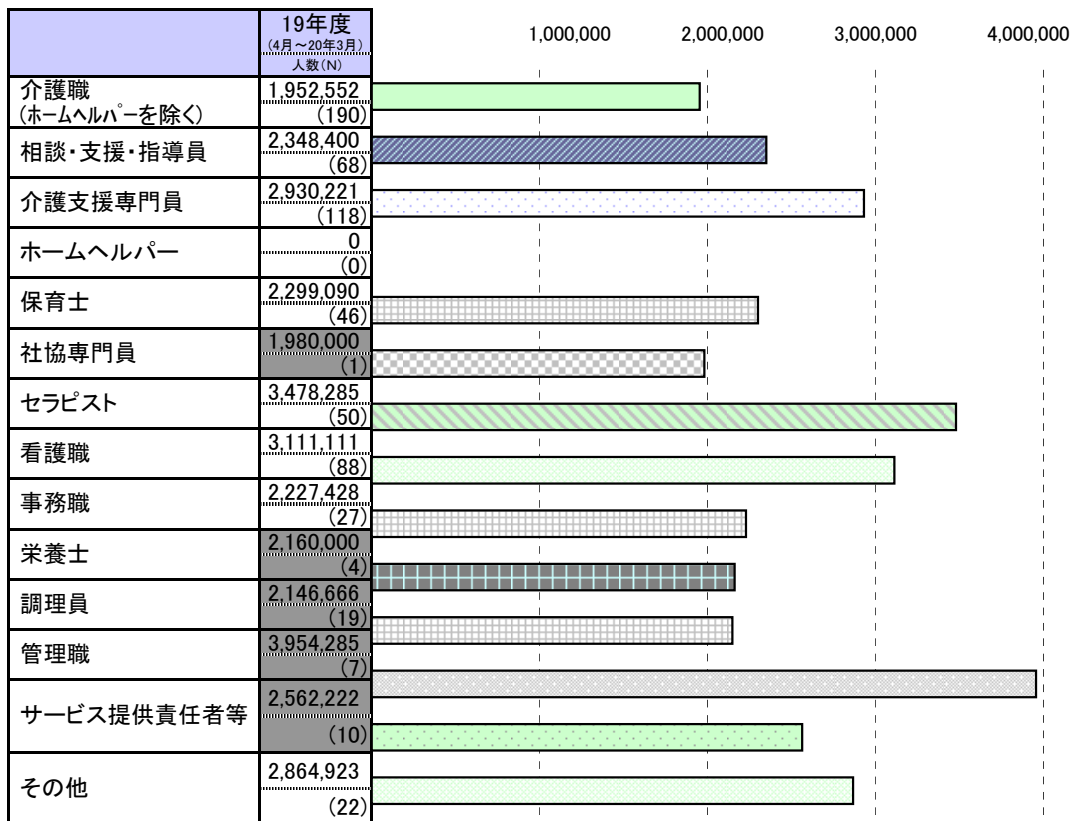 19年度
(4月～20年3月)
人数(N)
1,000,000 2,000,000 3,000,000 4,000,000
介護職
(ホームヘルパーを除く)
1,952,552
(190)
相談・支援・指導員
2,348,400
(68)
介護支援専門員
2,930,221
(118)
ホームヘルパー
0
(0)
保育士
2,299,090
(46)
社協専門員
1,980,000
(1)
セラピスト
3,478,285
(50)
看護職
3,111,111
(88)
事務職
2,227,428
(27)
栄養士
2,160,000
(4)
調理員
2,146,666
(19)
管理職
3,954,285
(7)
サービス提供責任者等
2,562,222
(10)
その他
2,864,923
(22)